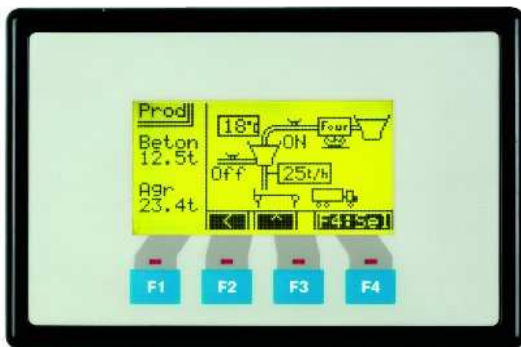 Prod
Beton
12.5t
Agr
23.4t
18°C
Four
ON
Off
25t/h
<
^
F4:Sel
F1
F2
F3
F4